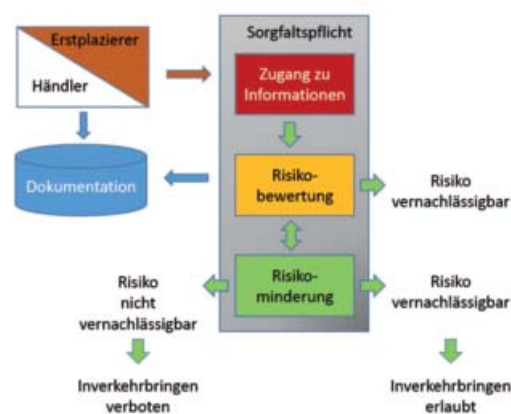 Erstplazierer
Händler
Dokumentation
Sorgfaltspflicht
Zugang zu
Informationen
Risiko-
bewertung
Risiko
vernachlässigbar
Risiko-
minderung
Risiko
nicht
vernachlässigbar
Risiko
vernachlässigbar
Inverkehrbringen
verboten
Inverkehrbringen
erlaubt